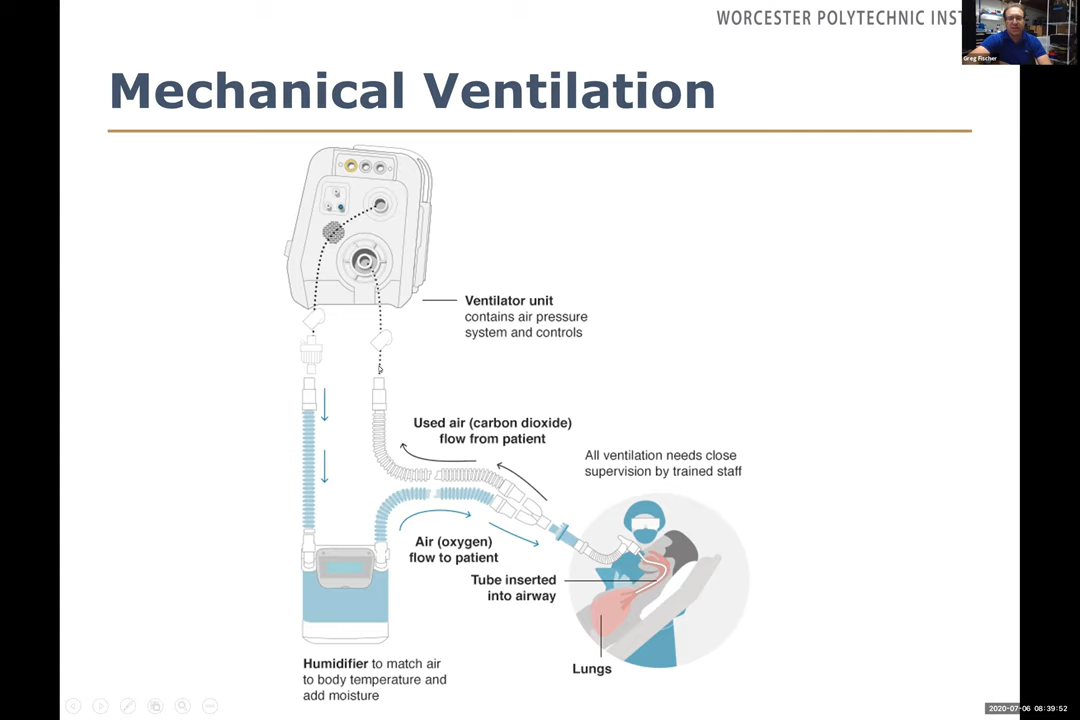 WORCESTER POLYTECHNIC
Greg Fischer
Mechanical Ventilation
Ventilator unit
contains air pressure
system and controls
Used air (carbon dioxide)
flow from patient
All ventilation needs close
supervision by trained staff
Air (oxygen)
flow to patient
Tube inserted
into airway
Lungs
Humidifier to match air
to body temperature and
add moisture
2020-07-06 08:39:52